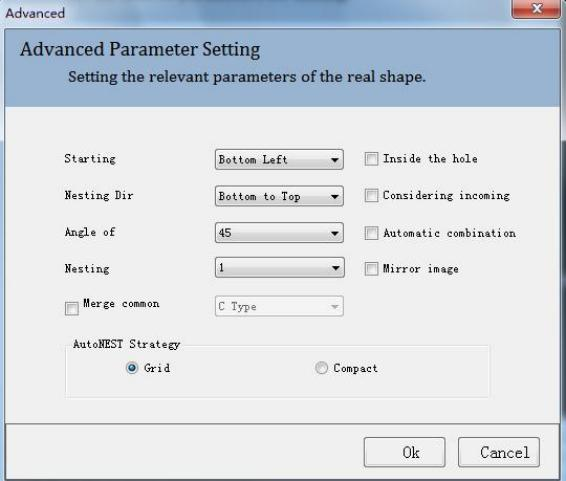 Advanced
Advanced Parameter Setting
Setting the relevant parameters of the real shape.
Starting Bottom Left Inside the hole
Nesting Dir Bottom to Top Considering incoming
Angle of 45 Automatic combination
Nesting 1 Mirror image
Merge common C Type
AutoNEST Strategy
Grid Compact
Ok Cancel